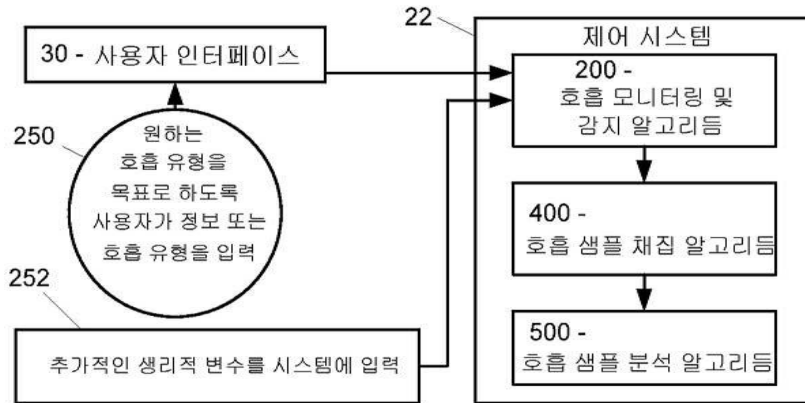 22
제어 시스템
30 - 사용자 인터페이스
200 -
호흡 모니터링 및
감지 알고리듬
250
원하는
호흡 유형을
목표로 하도록
사용자가 정보 또는
호흡 유형을 입력
400 -
호흡 샘플 채집 알고리듬
252
추가적인 생리적 변수를 시스템에 입력
500 -
호흡 샘플 분석 알고리듬